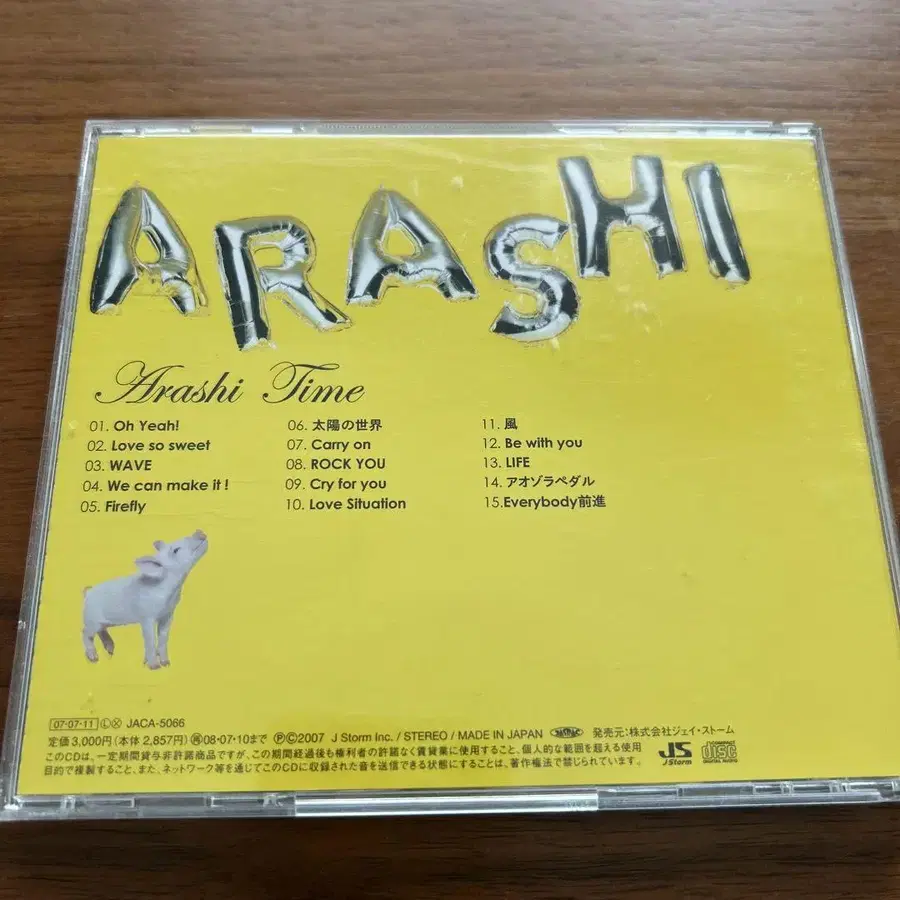 ARASHI
Arashi Time
01. Oh Yeah!
02. Love so sweet
03. WAVE
04. We can make it!
05. Firefly
06. 太陽の世界
07. Carry on
08. ROCK YOU
09. Cry for you
10. Love Situation
11. 風
12. Be with you
13. LIFE
14. アオゾラペダル
15.Everybody前進
07·07·11 Ⓛ Ⓧ JACA-5066
定価 3,000円(本体 2,857円) ㊢08·07·10まで ℗©2007 J Storm Inc. / STEREO / MADE IN JAPAN 発売元:株式会社ジェイ・ストーム
このCDは、一定期間貸与非許諾商品ですが、この期間経過後も権利者の許諾なく賃貸業に使用すること、個人的な範囲を超える使用
目的で複製すること、また、ネットワーク等を通じてこのCDに収録された音を送信できる状態にすることは、著作権法で禁じられています。
JS
J Storm
COMPACT
disc
DIGITAL AUDIO